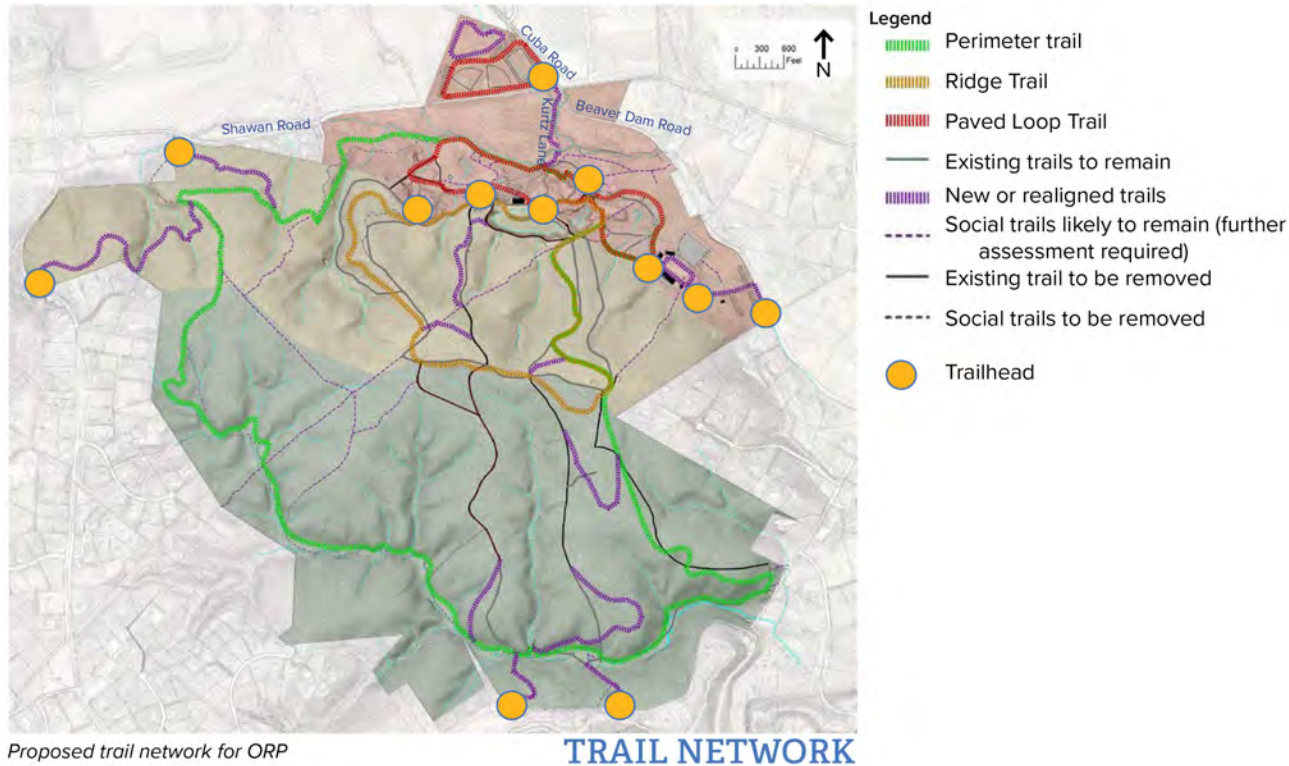 Cuba Road
0 300 600
Feet
N
Kurtz Lane
Beaver Dam Road
Shawan Road
Legend
Perimeter trail
Ridge Trail
Paved Loop Trail
Existing trails to remain
New or realigned trails
Social trails likely to remain (further
assessment required)
Existing trail to be removed
Social trails to be removed
Trailhead
Proposed trail network for ORP
TRAIL NETWORK